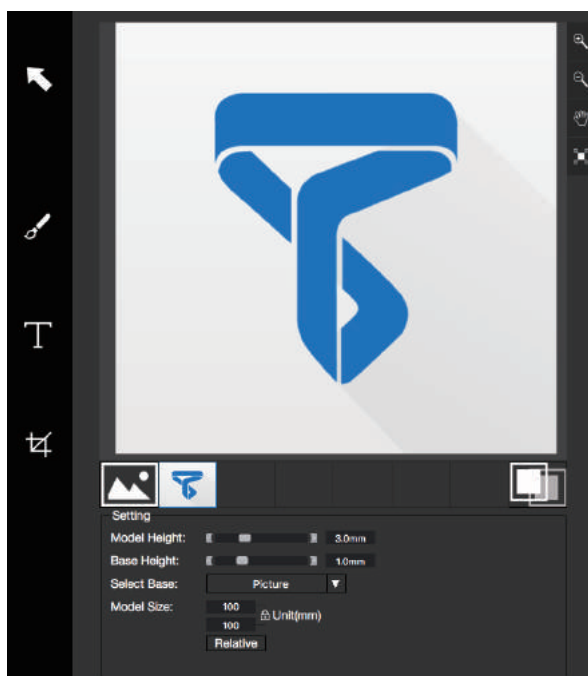 T
Setting
Model Height: 3.0mm
Base Height: 1.0mm
Select Base: Picture
Model Size: 100
100
Unit(mm)
Relative